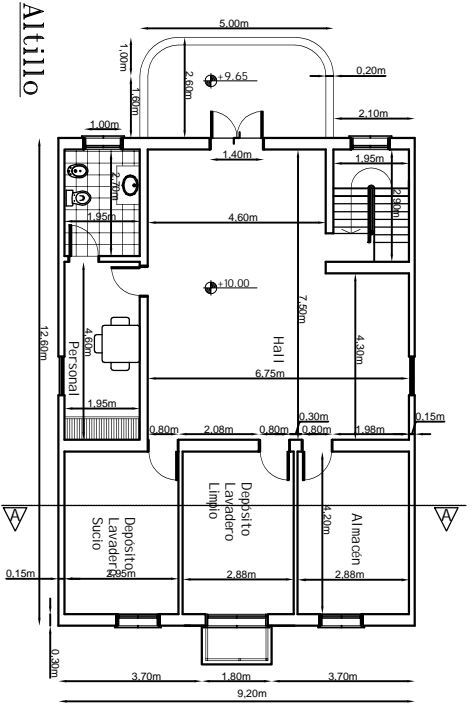 Altillo
5.00m
1,00m
1.60m
2,60m
+9.65
0,20m
2,10m
1.00m
1.40m
1,95m
2.70m
2.90m
1.95m
4,60m
+10.00
7,50m
4.60m
Personal
Hall
4,30m
12.60m
6.75m
1,95m
0.30m
0,15m
0,80m
2,08m
0,80m
0,80m
1,98m
4,20m
Depósito
Lavadero
Sucio
Depósito
Lavadero
Limpio
Almacén
A
A
0,15m
2,95m
2,88m
2,88m
0,30m
3.70m
1.80m
3.70m
9,20m